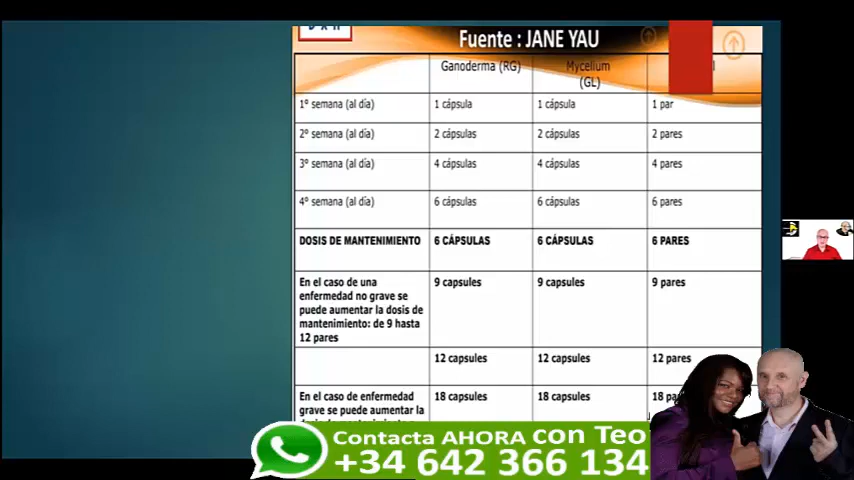 Fuente : JANE YAU
Ganoderma (RG)
Mycelium
(GL)
1º semana (al día) 1 cápsula 1 cápsula 1 par
2º semana (al día) 2 cápsulas 2 cápsulas 2 pares
3º semana (al día) 4 cápsulas 4 cápsulas 4 pares
4º semana (al día) 6 cápsulas 6 cápsulas 6 pares
DOSIS DE MANTENIMIENTO 6 CÁPSULAS 6 CÁPSULAS 6 PARES
En el caso de una 9 capsules 9 capsules 9 pares
enfermedad no grave se
puede aumentar la dosis de
mantenimiento: de 9 hasta
12 pares
12 capsules 12 capsules 12 pares
En el caso de enfermedad 18 capsules 18 capsules 18
grave se puede aumentar la
Contacta AHORA con Teo
+34 642 366 134